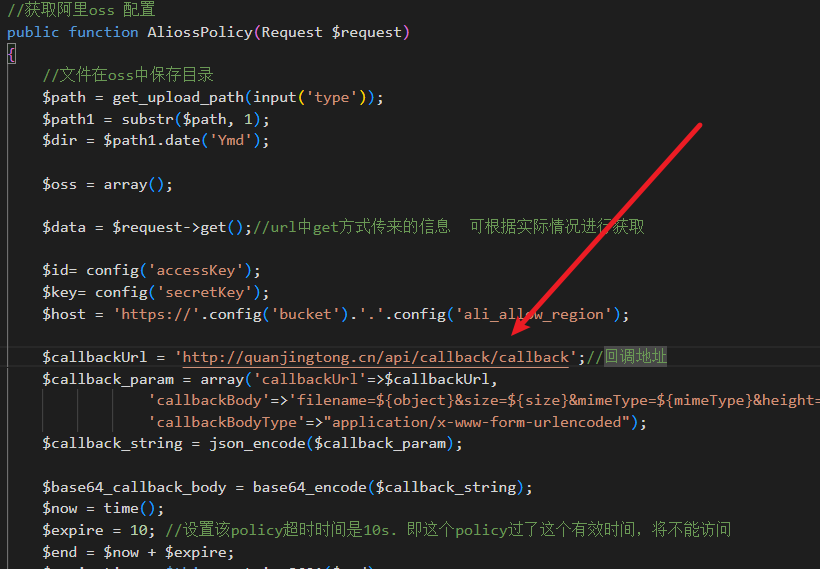 //获取阿里oss 配置
public function AliossPolicy(Request $request)
{
//文件在oss中保存目录
$path = get_upload_path(input('type'));
$path1 = substr($path, 1);
$dir = $path1.date('Ymd');
$oss = array();
$data = $request->get();//url中get方式传来的信息 可根据实际情况进行获取
$id= config('accessKey');
$key= config('secretKey');
$host = 'https://'.config('bucket').'.'.config('ali_allow_region');
$callbackUrl = 'http://quanjingtong.cn/api/callback/callback';//回调地址
$callback_param = array('callbackUrl'=>$callbackUrl,
'callbackBody'=>'filename=${object}&size=${size}&mimeType=${mimeType}&height=
'callbackBodyType'=>"application/x-www-form-urlencoded");
$callback_string = json_encode($callback_param);
$base64_callback_body = base64_encode($callback_string);
$now = time();
$expire = 10; //设置该policy超时时间是10s. 即这个policy过了这个有效时间，将不能访问
$end = $now + $expire;